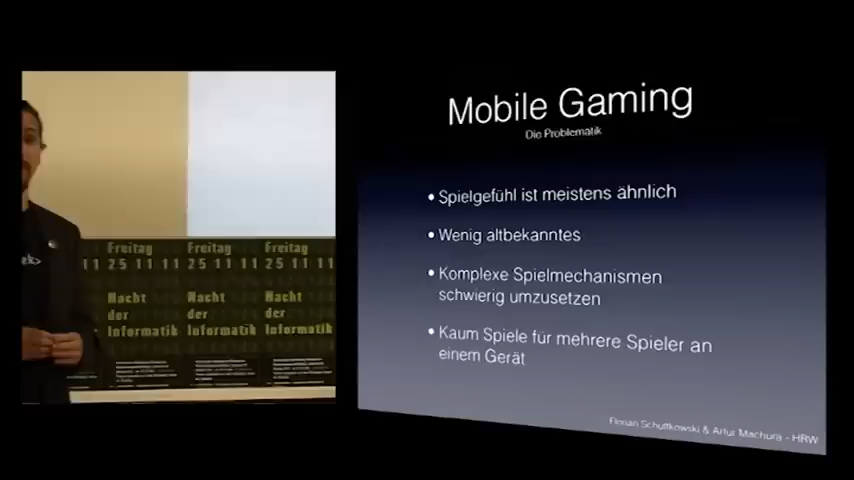 Mobile Gaming
Die Problematik
• Spielgefühl ist meistens ähnlich
• Wenig altbekanntes
• Komplexe Spielmechanismen
schwierig umzusetzen
• Kaum Spiele für mehrere Spieler an
einem Gerät
Florian Schuttkowski & Artur Machura - HRW
Freitag Freitag Freitag
11 25 11 11 25 11 11 25 11 11
Nacht Nacht Nacht
der der der
Informatik Informatik Informatik